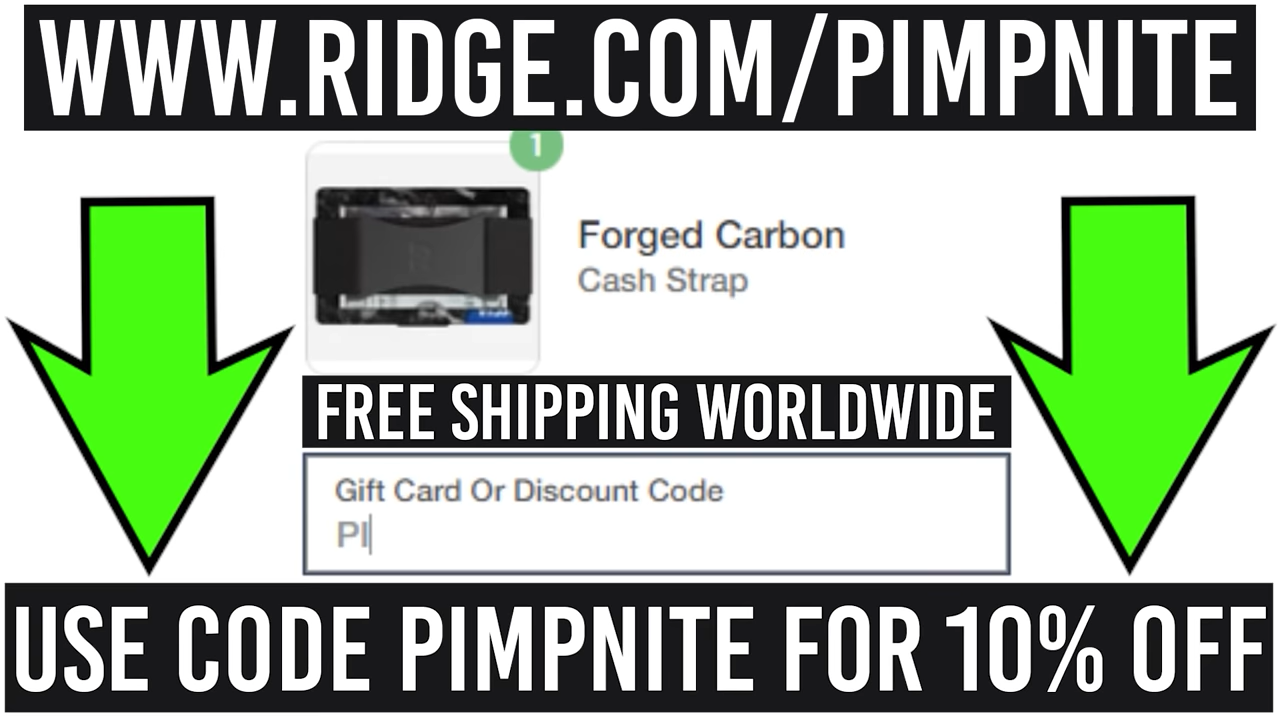 WWW.RIDGE.COM/PIMPNITE
1
Forged Carbon
Cash Strap
FREE SHIPPING WORLDWIDE
Gift Card Or Discount Code
PI
USE CODE PIMPNITE FOR 10% OFF